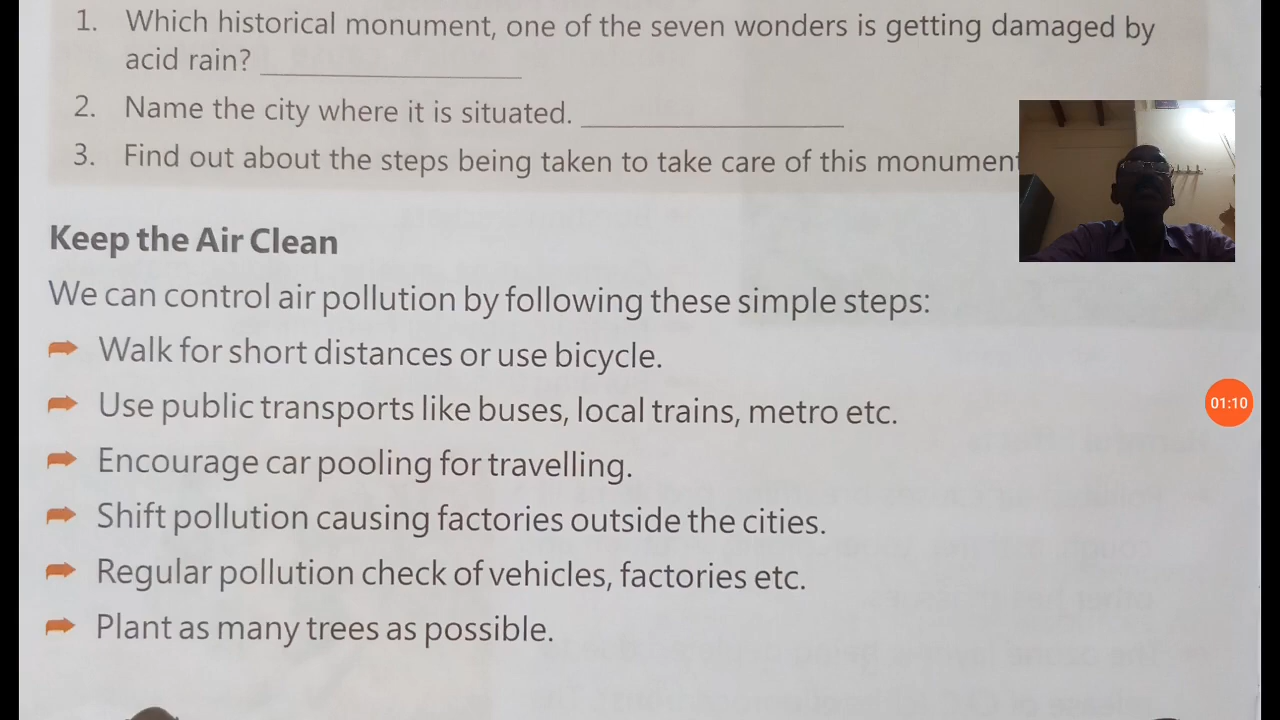 1. Which historical monument, one of the seven wonders is getting damaged by
acid rain?
2. Name the city where it is situated.
3. Find out about the steps being taken to take care of this monument
Keep the Air Clean
We can control air pollution by following these simple steps:
Walk for short distances or use bicycle.
Use public transports like buses, local trains, metro etc.
01:10
Encourage car pooling for travelling.
Shift pollution causing factories outside the cities.
Regular pollution check of vehicles, factories etc.
Plant as many trees as possible.